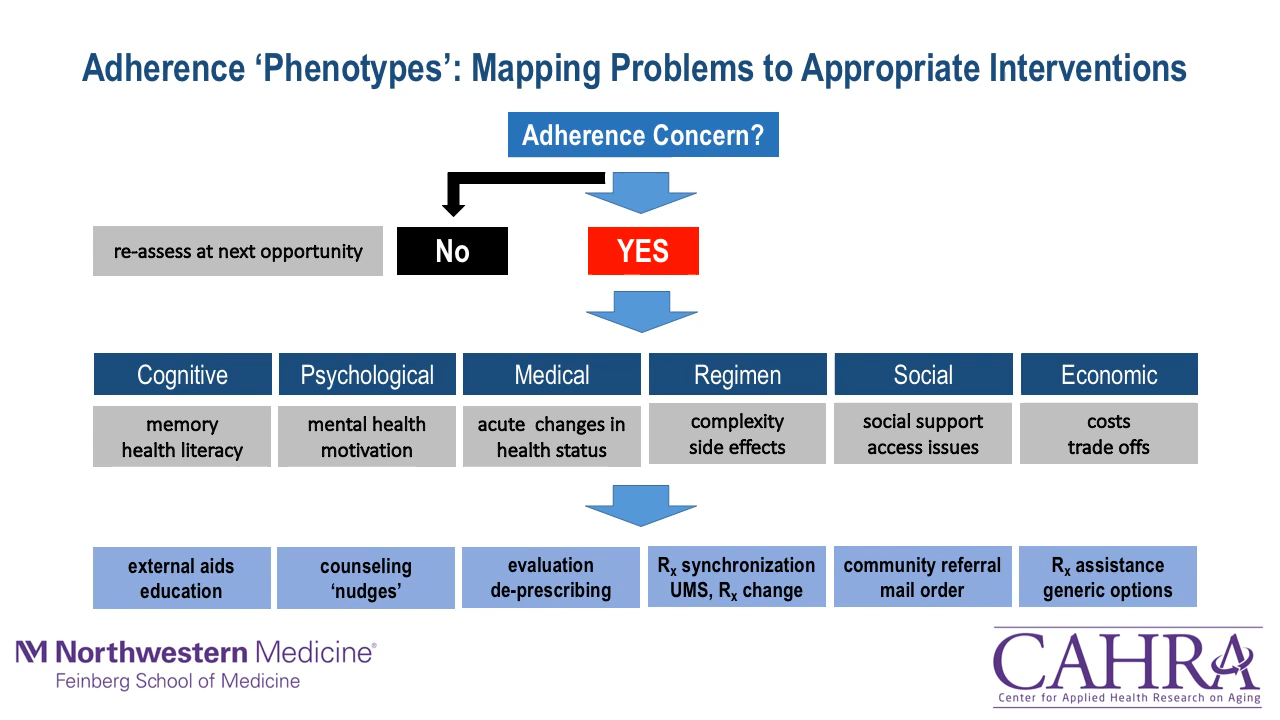 Adherence ‘Phenotypes’: Mapping Problems to Appropriate Interventions
Adherence Concern?
re-assess at next opportunity
No
YES
Cognitive
Psychological
Medical
Regimen
Social
Economic
memory
health literacy
mental health
motivation
acute changes in
health status
complexity
side effects
social support
access issues
costs
trade offs
external aids
education
counseling
‘nudges’
evaluation
de-prescribing
Rx synchronization
UMS, Rx change
community referral
mail order
Rx assistance
generic options
NM Northwestern Medicine®
Feinberg School of Medicine
CAHRA
Center for Applied Health Research on Aging